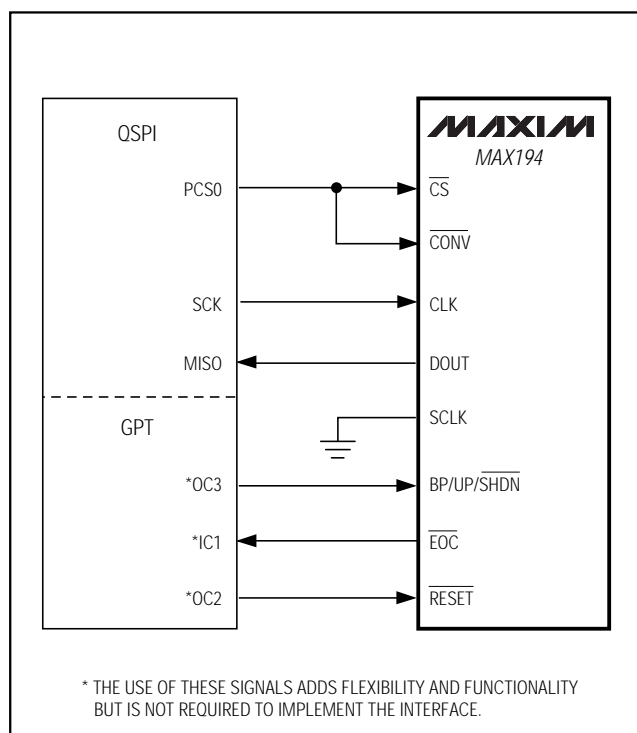 QSPI
PCS0
SCK
MISO
GPT
*OC3
*IC1
*OC2
MAXIM
MAX194
CS
CONV
CLK
DOUT
SCLK
BP/UP/SHDN
EOC
RESET
* THE USE OF THESE SIGNALS ADDS FLEXIBILITY AND FUNCTIONALITY
BUT IS NOT REQUIRED TO IMPLEMENT THE INTERFACE.